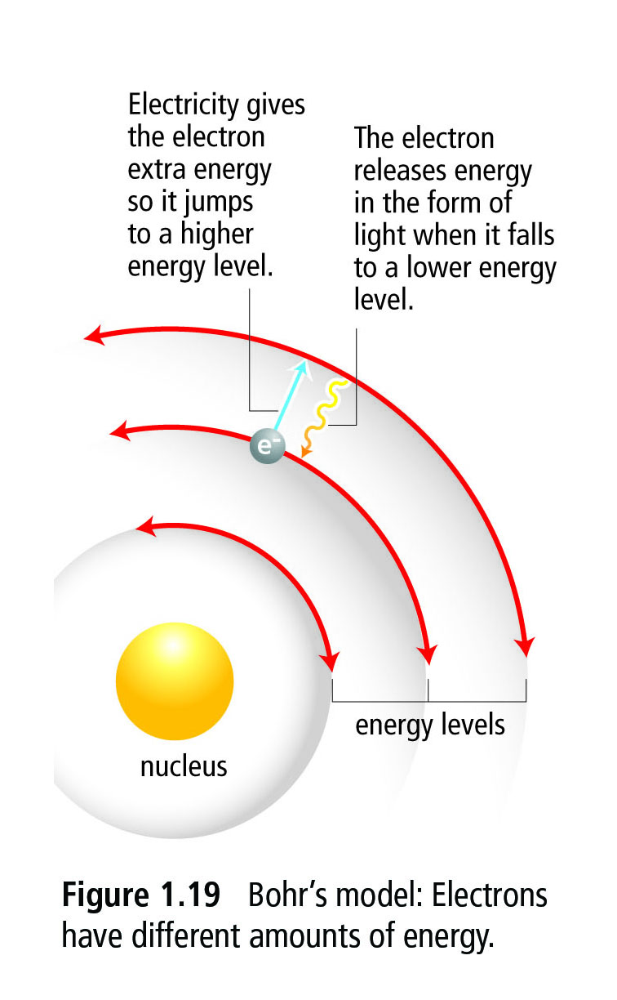 Electricity gives
the electron
extra energy
so it jumps
to a higher
energy level.
The electron
releases energy
in the form of
light when it falls
to a lower energy
level.
e⁻
nucleus
energy levels
Figure 1.19 Bohr’s model: Electrons
have different amounts of energy.